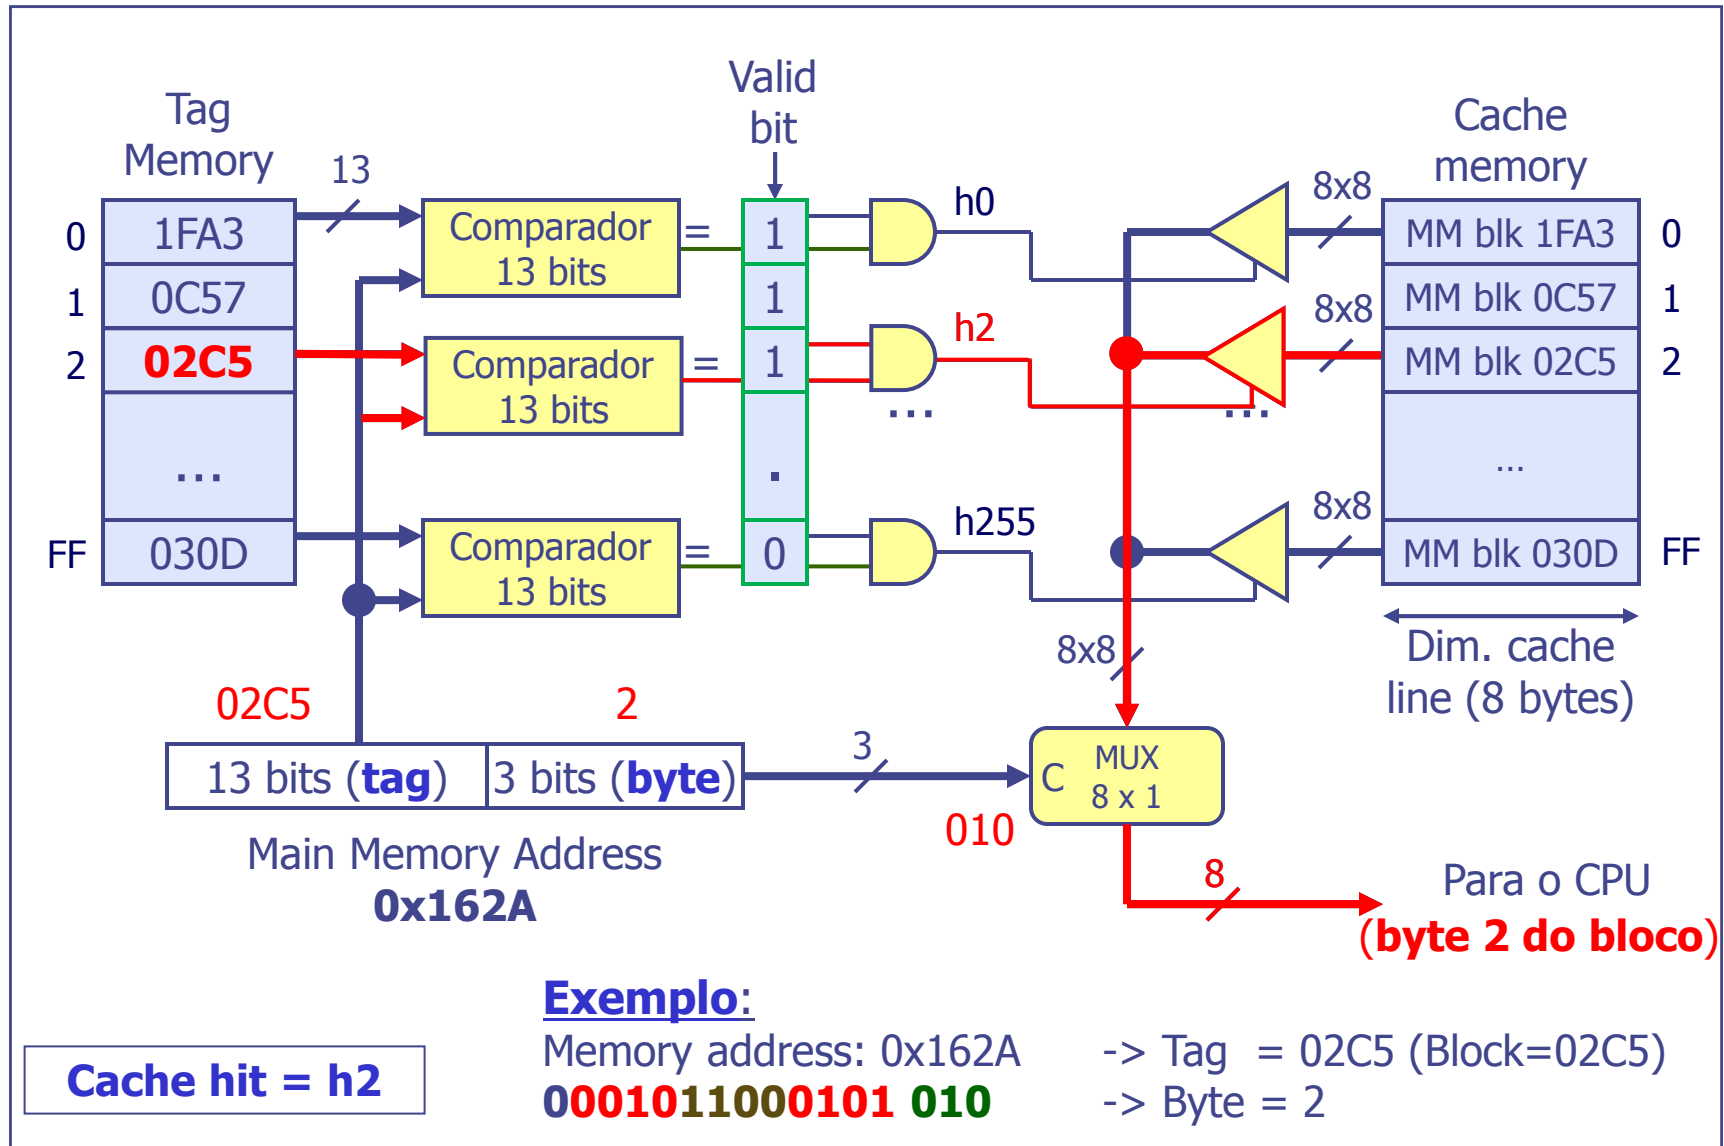 Tag
Memory
Valid
bit
Cache
memory
13
0
1FA3
1
0C57
2
02C5
...
FF
030D
Comparador
13 bits
=
Comparador
13 bits
=
Comparador
13 bits
=
1
1
1
.
0
h0
h2
...
h255
...
8x8
8x8
8x8
MM blk 1FA3
0
MM blk 0C57
1
MM blk 02C5
2
...
MM blk 030D
FF
8x8
Dim. cache
line (8 bytes)
02C5
2
13 bits (tag)
3 bits (byte)
3
C
MUX
8 x 1
010
Main Memory Address
0x162A
8
Para o CPU
(byte 2 do bloco)
Exemplo:
Memory address: 0x162A -> Tag = 02C5 (Block=02C5)
0001011000101 010 -> Byte = 2
Cache hit = h2